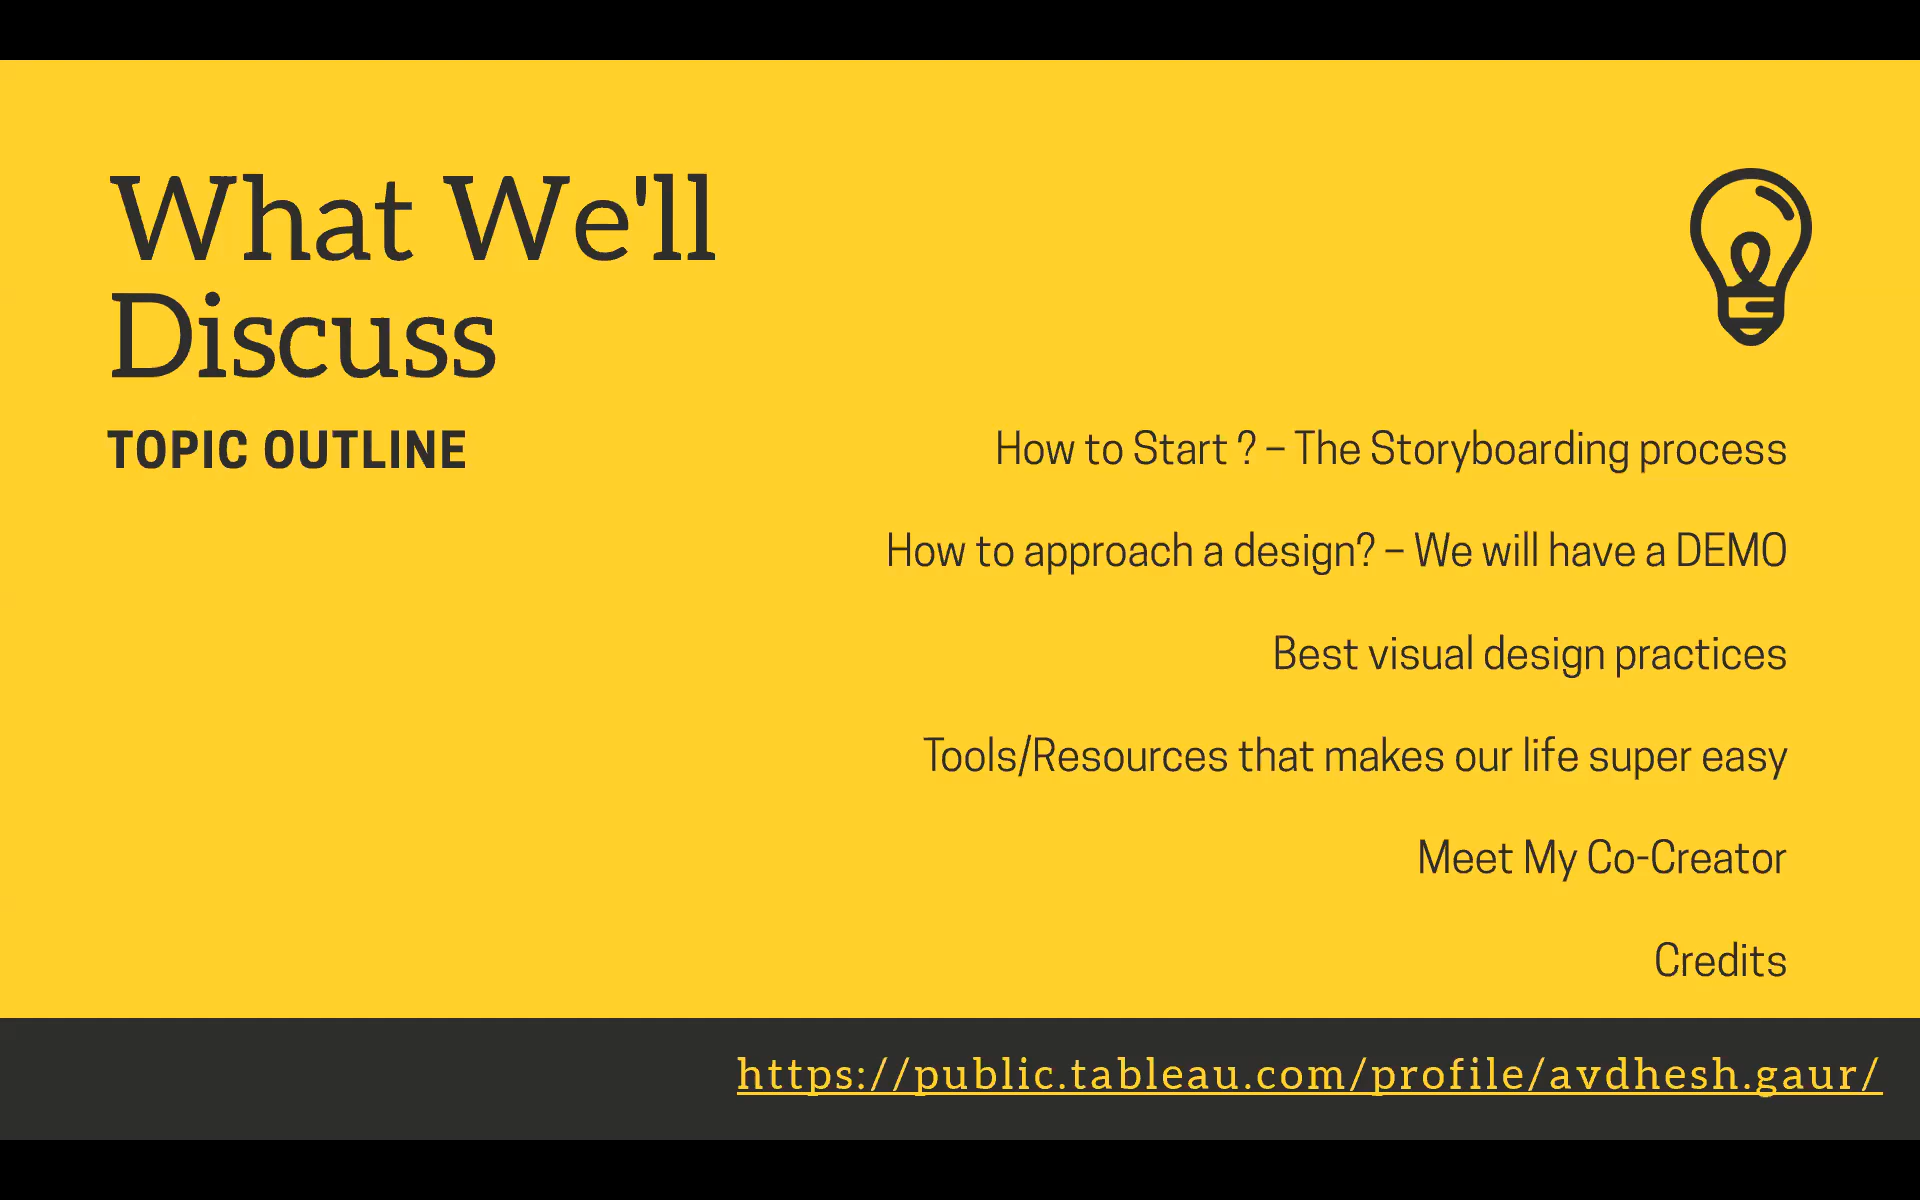 What We'll
Discuss
TOPIC OUTLINE
How to Start ? – The Storyboarding process
How to approach a design? – We will have a DEMO
Best visual design practices
Tools/Resources that makes our life super easy
Meet My Co-Creator
Credits
https://public.tableau.com/profile/avdhesh.gaur/